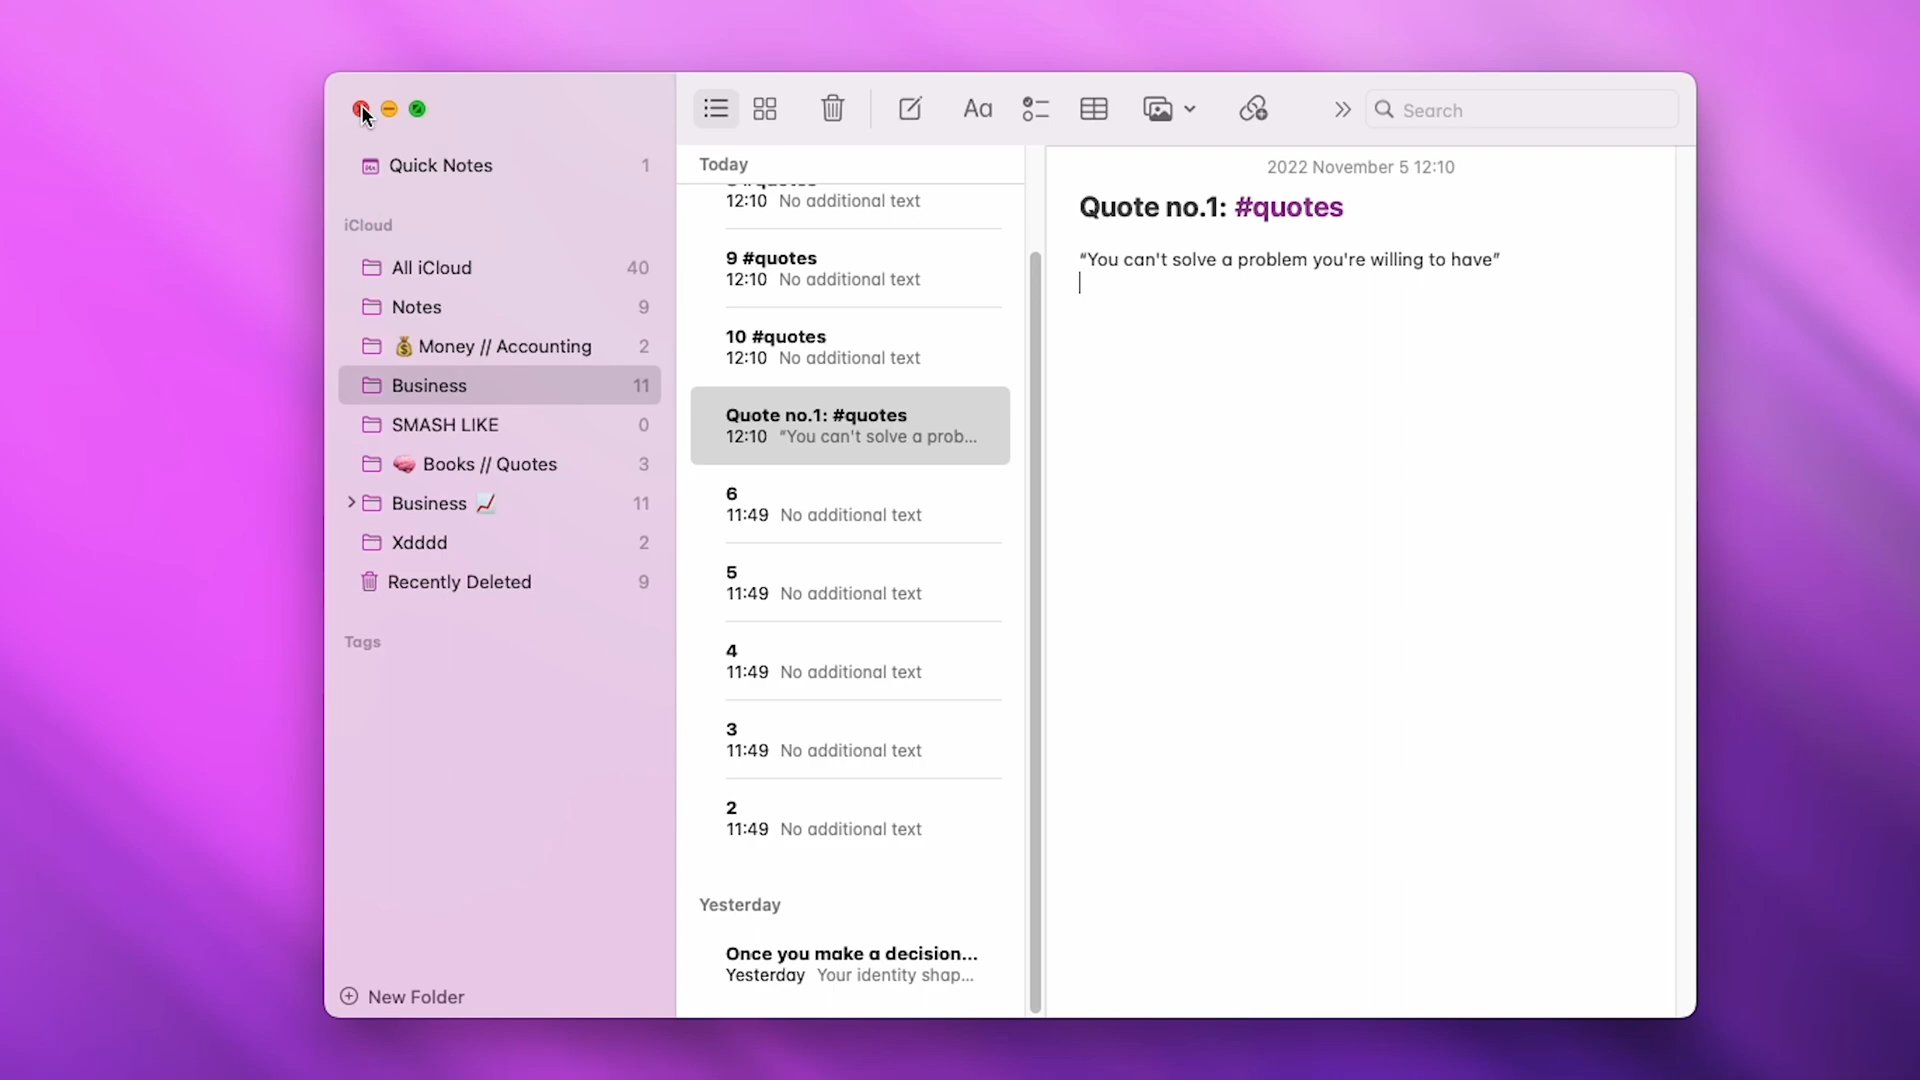 Search
Quick Notes 1
iCloud
All iCloud 40
Notes 9
💰 Money // Accounting 2
Business 11
SMASH LIKE 0
🧠 Books // Quotes 3
Business 📈 11
Xdddd 2
Recently Deleted 9
Tags
New Folder
Aa
Today
#quotes
12:10 No additional text
9 #quotes
12:10 No additional text
10 #quotes
12:10 No additional text
Quote no.1: #quotes
12:10 “You can't solve a prob...
6
11:49 No additional text
5
11:49 No additional text
4
11:49 No additional text
3
11:49 No additional text
2
11:49 No additional text
Yesterday
Once you make a decision...
Yesterday Your identity shap...
2022 November 5 12:10
Quote no.1: #quotes
“You can't solve a problem you're willing to have”